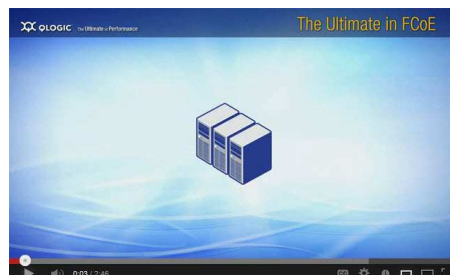 QLOGIC The Ultimate in Performance
The Ultimate in FCoE
0:03 / 2:46